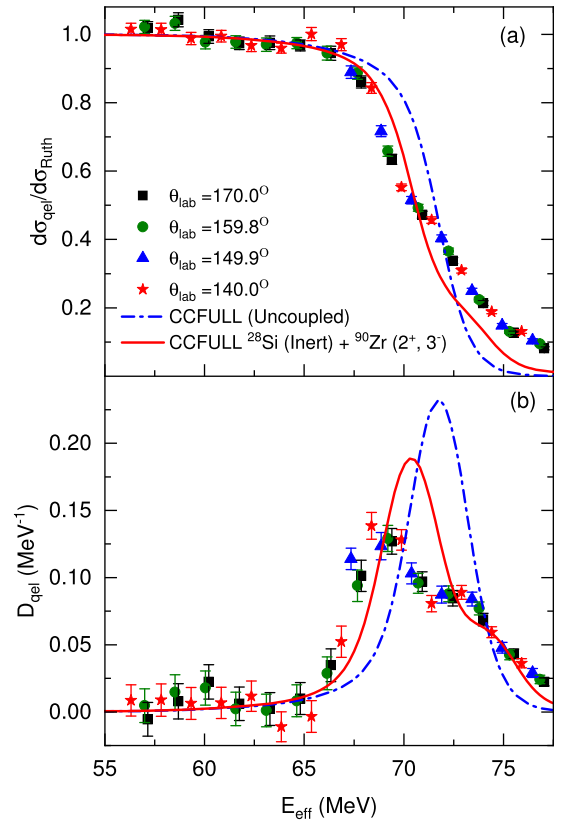 (a)
1.0
0.8
0.6
0.4
0.2
dσqel/dσRuth
θlab =170.0O
θlab =159.8O
θlab =149.9O
θlab =140.0O
CCFULL (Uncoupled)
CCFULL 28Si (Inert) + 90Zr (2+, 3-)
(b)
0.20
0.15
0.10
0.05
0.00
Dqel (MeV-1)
55 60 65 70 75
Eeff (MeV)